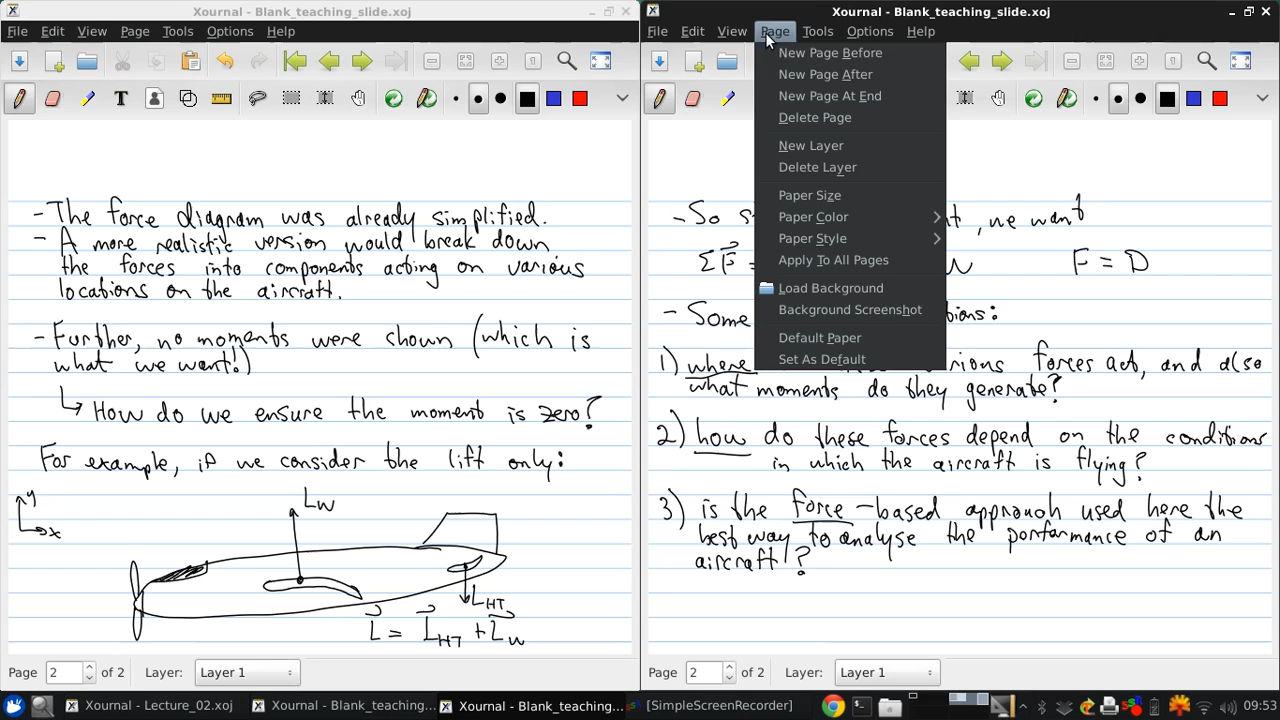 Xournal - Blank_teaching_slide.xoj
File Edit View Page Tools Options Help
- The force diagram was already simplified.
- A more realistic version would break down
the forces into components acting on various
locations on the aircraft.
- Further, no moments were shown (which is
what we want!)
How do we ensure the moment is zero?
For example, if we consider the lift only:
y
x
LW
LHT
L = LHT + LW
Page 2 of 2 Layer: Layer 1
Xournal - Blank_teaching_slide.xoj
File Edit View Page Tools Options Help
New Page Before
New Page After
New Page At End
Delete Page
New Layer
Delete Layer
Paper Size
Paper Color
Paper Style
Apply To All Pages
Load Background
Background Screenshot
Default Paper
Set As Default
- So
, we want
ΣF =
F = D
- Some
1) where
forces act, and also
what moments do they generate?
2) how do these forces depend on the conditions
in which the aircraft is flying?
3) is the force-based approach used here the
best way to analyse the performance of an
aircraft?
Page 2 of 2 Layer: Layer 1
Xournal - Lecture_02.xoj
Xournal - Blank_teaching...
Xournal - Blank_teaching...
[SimpleScreenRecorder]
09:53